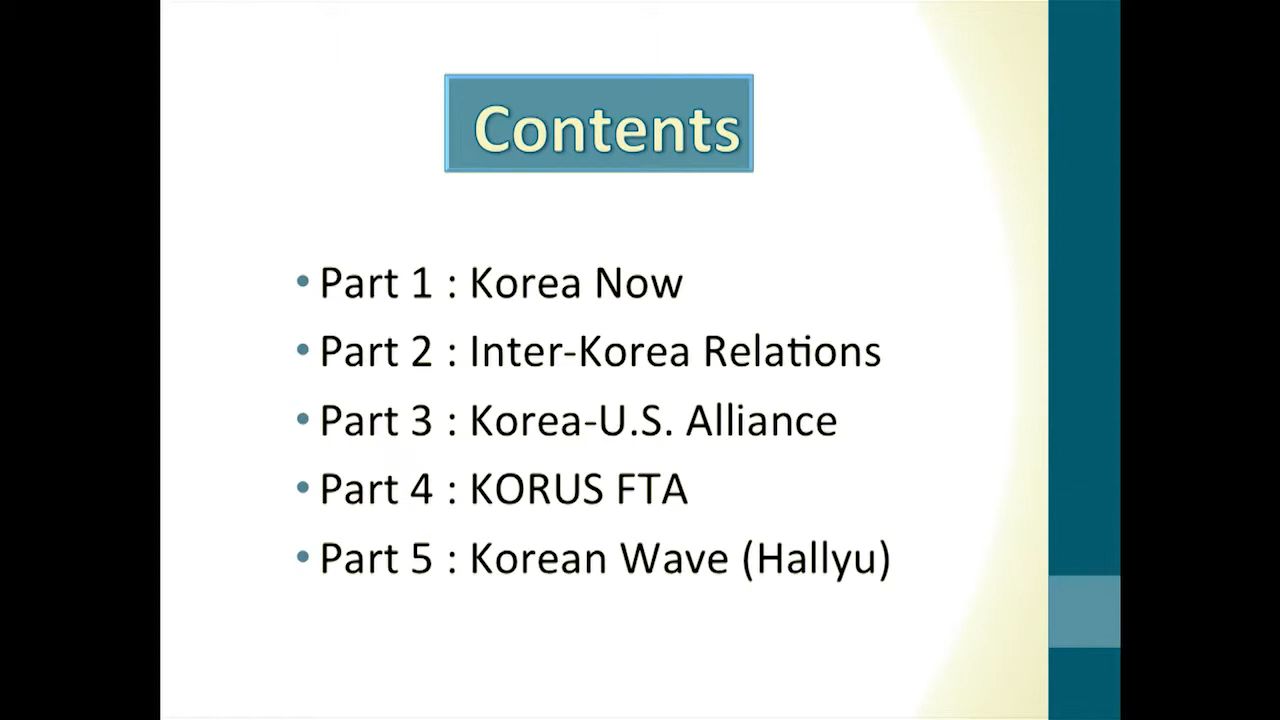 Contents
• Part 1 : Korea Now
• Part 2 : Inter-Korea Relations
• Part 3 : Korea-U.S. Alliance
• Part 4 : KORUS FTA
• Part 5 : Korean Wave (Hallyu)